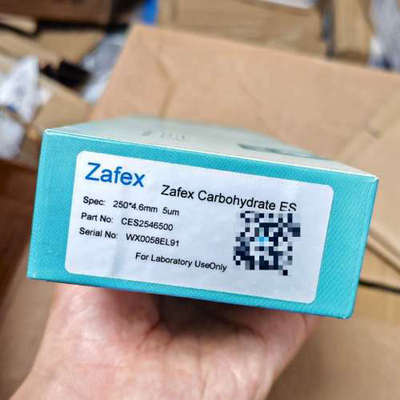 Zafex
Zafex Carbohydrate ES
Spec: 250*4.6mm 5um
Part No: CES2546500
Serial No: WX0058EL91
For Laboratory UseOnly